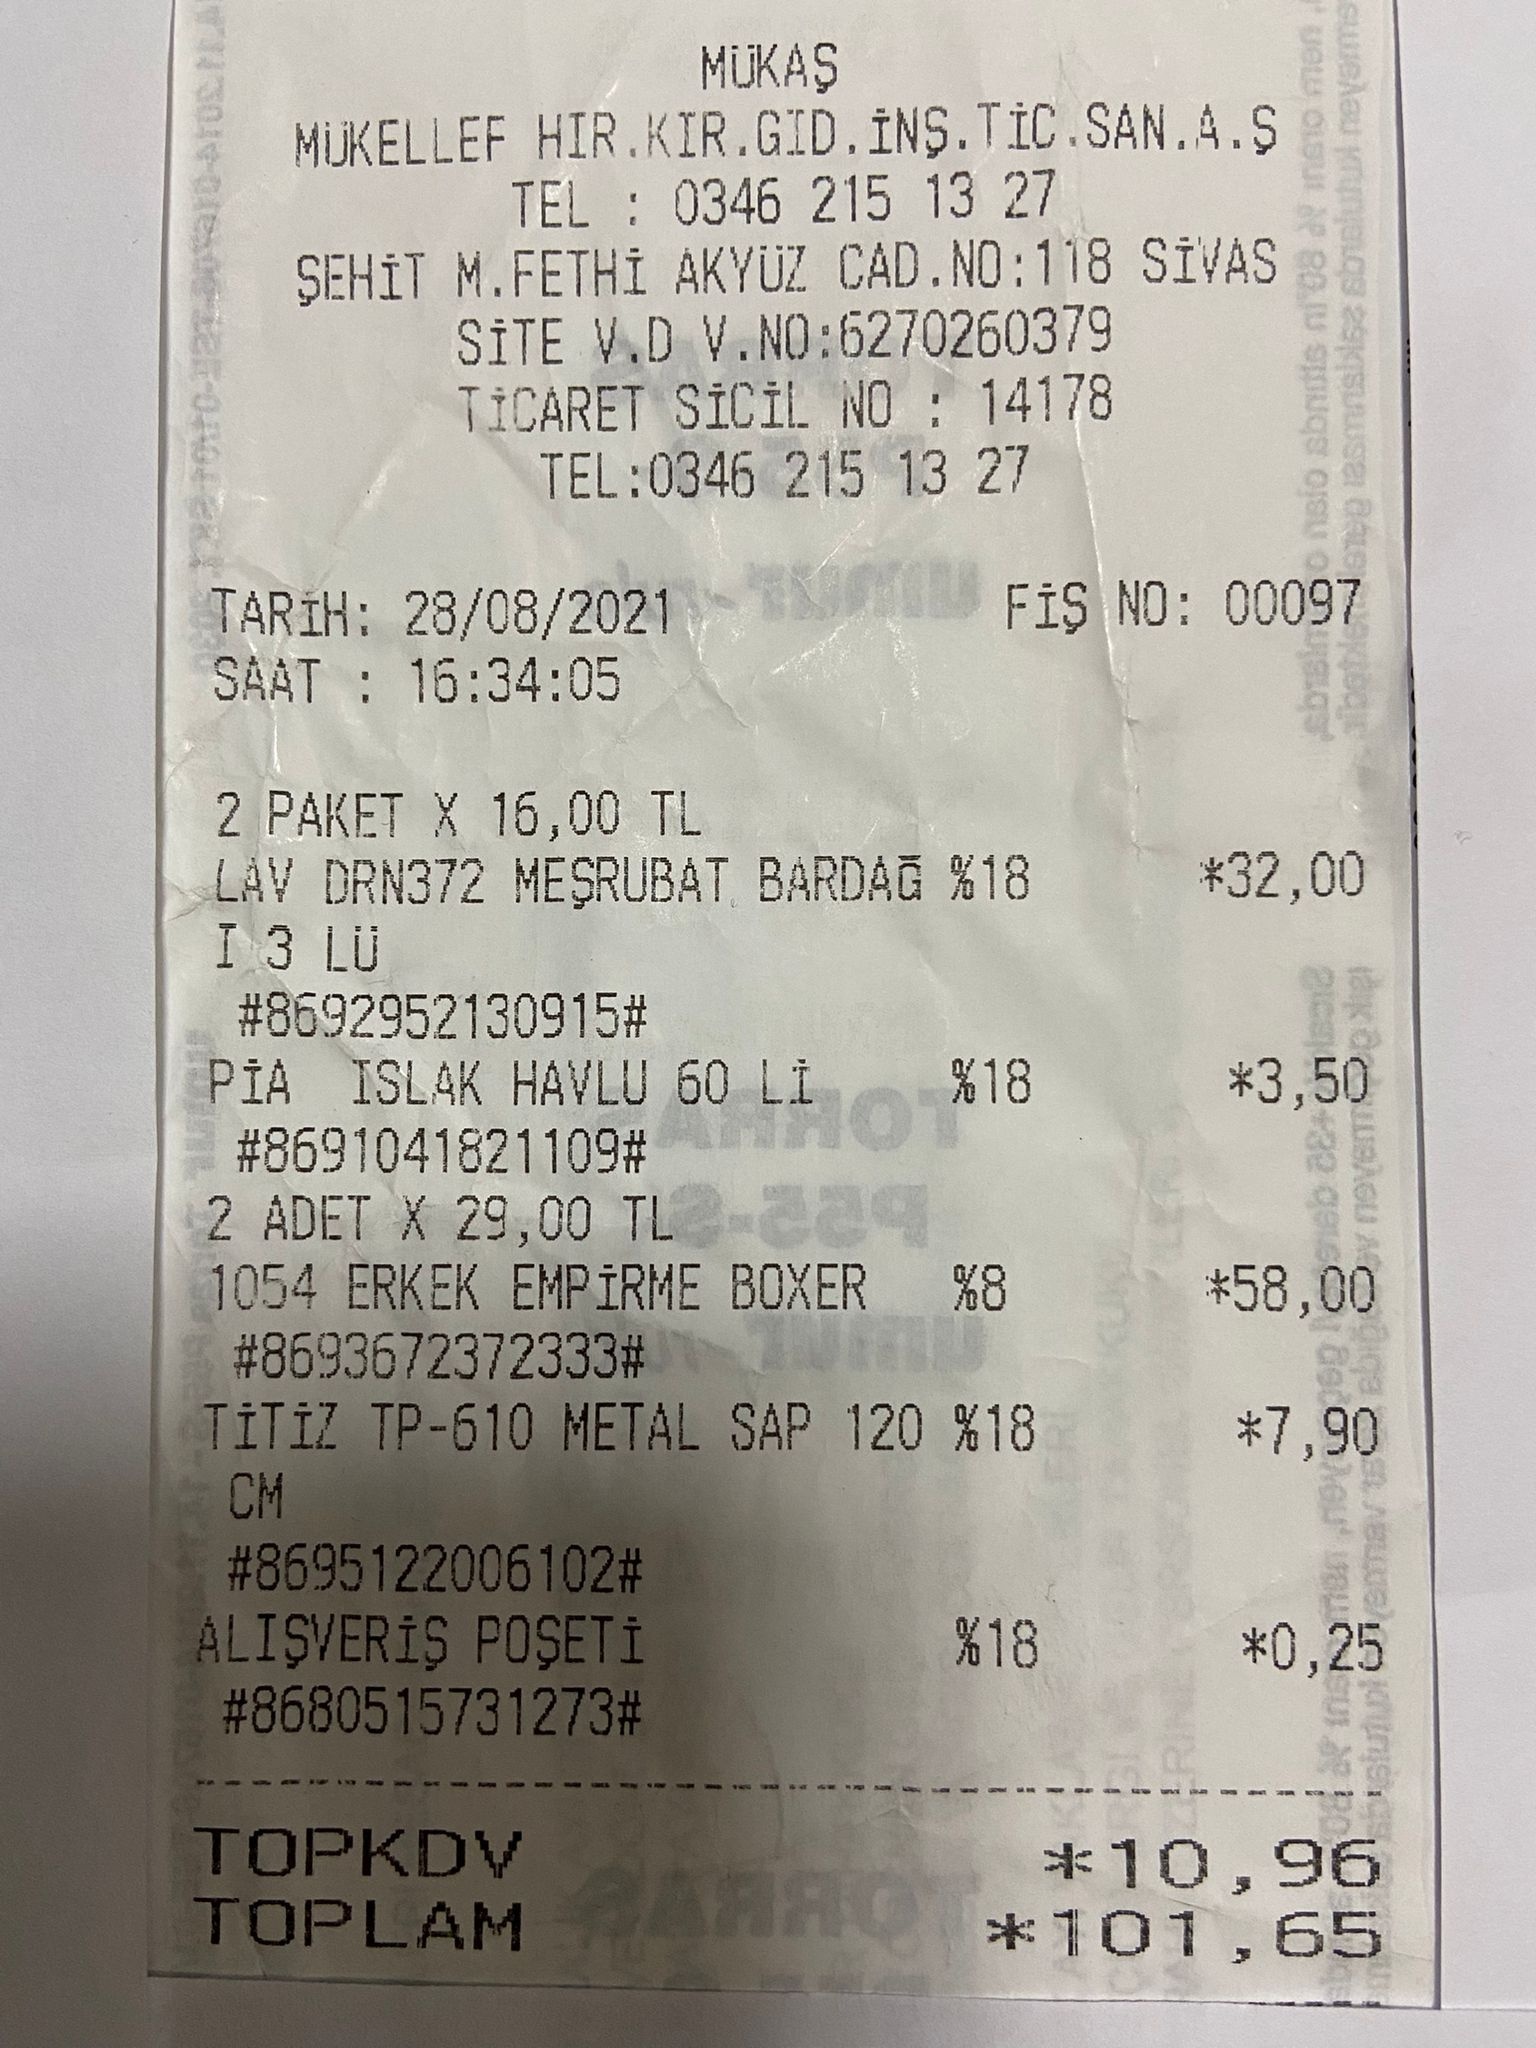 MÜKAŞ
MÜKELLEF HIR.KIR.GID.İNŞ.TİC.SAN.A.Ş
TEL : 0346 215 13 27
ŞEHİT M.FETHİ AKYÜZ CAD.NO:118 SİVAS
SİTE V.D V.NO:6270260379
TİCARET SİCİL NO : 14178
TEL:0346 215 13 27
TARİH: 28/08/2021 FİŞ NO: 00097
SAAT : 16:34:05
2 PAKET X 16,00 TL
LAV DRN372 MEŞRUBAT BARDAĞ %18 *32,00
I 3 LÜ
#8692952130915#
PİA ISLAK HAVLU 60 Lİ %18 *3,50
#8691041821109#
2 ADET X 29,00 TL
1054 ERKEK EMPİRME BOXER %8 *58,00
#8693672372333#
TİTİZ TP-610 METAL SAP 120 %18 *7,90
CM
#8695122006102#
ALIŞVERİŞ POŞETİ %18 *0,25
#8680515731273#
TOPKDV *10,96
TOPLAM *101,65